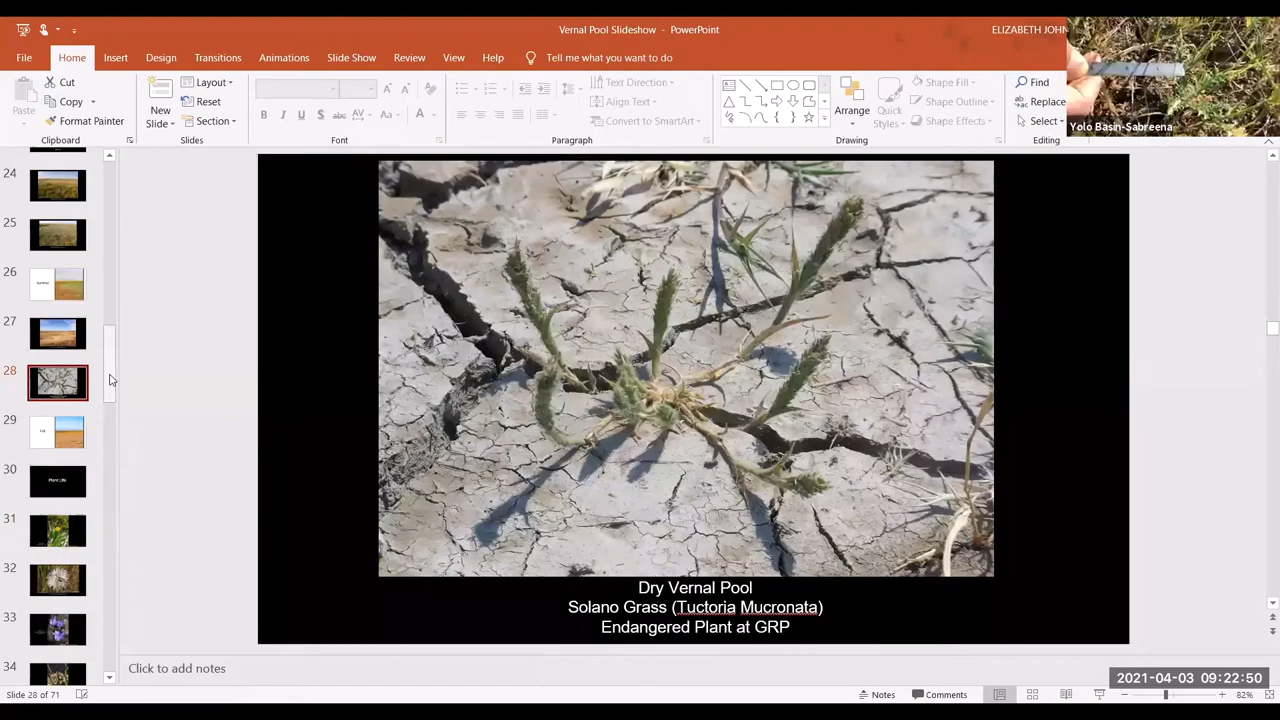 Vernal Pool Slideshow - PowerPoint
ELIZABETH JOHN
File Home Insert Design Transitions Animations Slide Show Review View Help Tell me what you want to do
Paste
Cut
Copy
Format Painter
Clipboard
New Slide
Layout
Reset
Section
Slides
B I U S abc AV Aa A
Font
Text Direction
Align Text
Convert to SmartArt
Paragraph
Arrange
Quick Styles
Shape Fill
Shape Outline
Shape Effects
Drawing
Find
Replace
Select
Editing
Yolo Basin-Sabreena
24
25
26
27
28
29
30
Plant Life
31
32
33
34
Dry Vernal Pool
Solano Grass (Tuctoria Mucronata)
Endangered Plant at GRP
Click to add notes
2021-04-03 09:22:50
Slide 28 of 71
Notes
Comments
82%